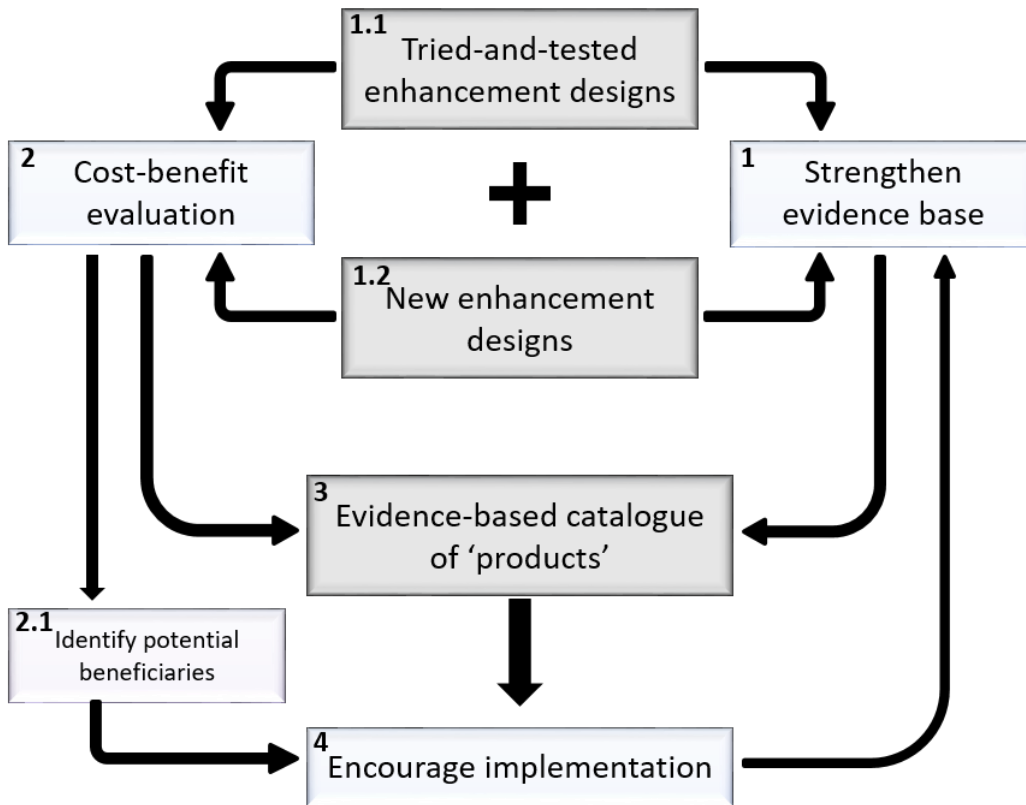 1.1
Tried-and-tested
enhancement designs
2
Cost-benefit
evaluation
+
1
Strengthen
evidence base
1.2
New enhancement
designs
3
Evidence-based catalogue
of ‘products’
2.1
Identify potential
beneficiaries
4
Encourage implementation